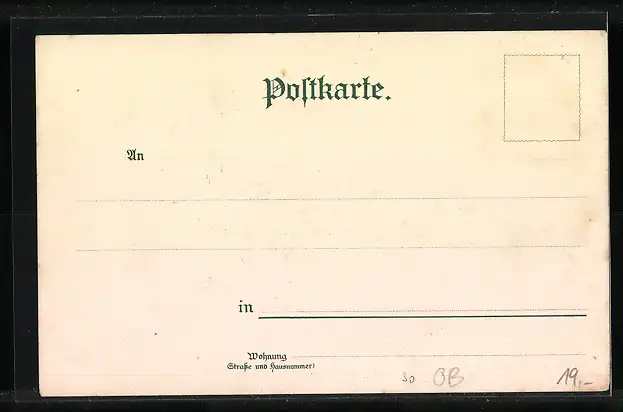 Poſtkarte.
An
in
Wohnung
(Straße und Hausnummer)
30 OB 19,-